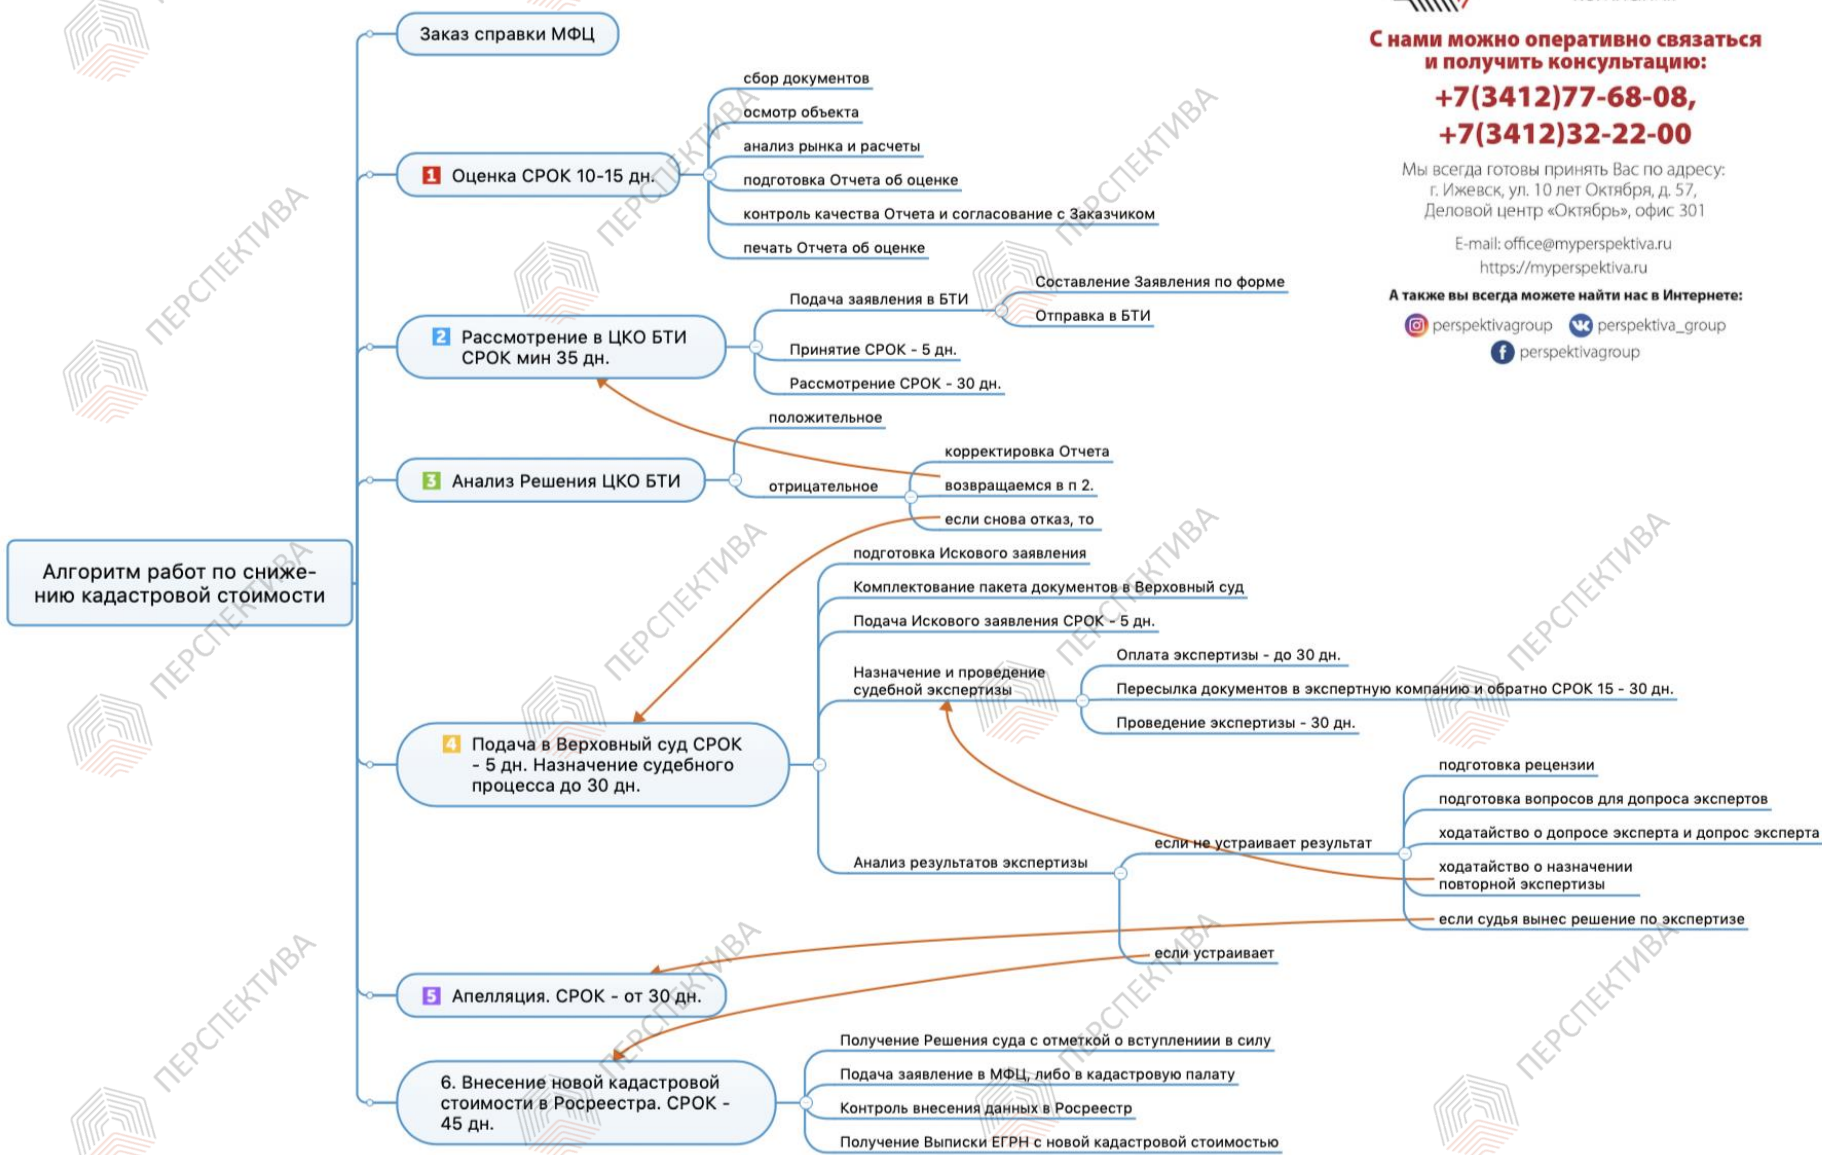 Заказ справки МФЦ
1 Оценка СРОК 10-15 дн.
сбор документов
осмотр объекта
анализ рынка и расчеты
подготовка Отчета об оценке
контроль качества Отчета и согласование с Заказчиком
печать Отчета об оценке
2 Рассмотрение в ЦКО БТИ
СРОК мин 35 дн.
Подача заявления в БТИ
Составление Заявления по форме
Отправка в БТИ
Принятие СРОК - 5 дн.
Рассмотрение СРОК - 30 дн.
3 Анализ Решения ЦКО БТИ
положительное
отрицательное
корректировка Отчета
возвращаемся в п 2.
если снова отказ, то
Алгоритм работ по сниже-
нию кадастровой стоимости
4 Подача в Верховный суд СРОК
- 5 дн. Назначение судебного
процесса до 30 дн.
подготовка Искового заявления
Комплектование пакета документов в Верховный суд
Подача Искового заявления СРОК - 5 дн.
Назначение и проведение
судебной экспертизы
Оплата экспертизы - до 30 дн.
Пересылка документов в экспертную компанию и обратно СРОК 15 - 30 дн.
Проведение экспертизы - 30 дн.
Анализ результатов экспертизы
если не устраивает результат
подготовка рецензии
подготовка вопросов для допроса экспертов
ходатайство о допросе эксперта и допрос эксперта
ходатайство о назначении
повторной экспертизы
если судья вынес решение по экспертизе
если устраивает
5 Апелляция. СРОК - от 30 дн.
6. Внесение новой кадастровой
стоимости в Росреестра. СРОК -
45 дн.
Получение Решения суда с отметкой о вступлениии в силу
Подача заявление в МФЦ, либо в кадастровую палату
Контроль внесения данных в Росреестр
Получение Выписки ЕГРН с новой кадастровой стоимостью
С нами можно оперативно связаться
и получить консультацию:
+7(3412)77-68-08,
+7(3412)32-22-00
Мы всегда готовы принять Вас по адресу:
г. Ижевск, ул. 10 лет Октября, д. 57,
Деловой центр «Октябрь», офис 301
E-mail: office@myperspektiva.ru
https://myperspektiva.ru
А также вы всегда можете найти нас в Интернете:
perspektivagroup perspektiva_group
perspektivagroup
ПЕРСПЕКТИВА
ПЕРСПЕКТИВА
ПЕРСПЕКТИВА
ПЕРСПЕКТИВА
ПЕРСПЕКТИВА
ПЕРСПЕКТИВА
ПЕРСПЕКТИВА
ПЕРСПЕКТИВА
ПЕРСПЕКТИВА
ПЕРСПЕКТИВА
ПЕРСПЕКТИВА